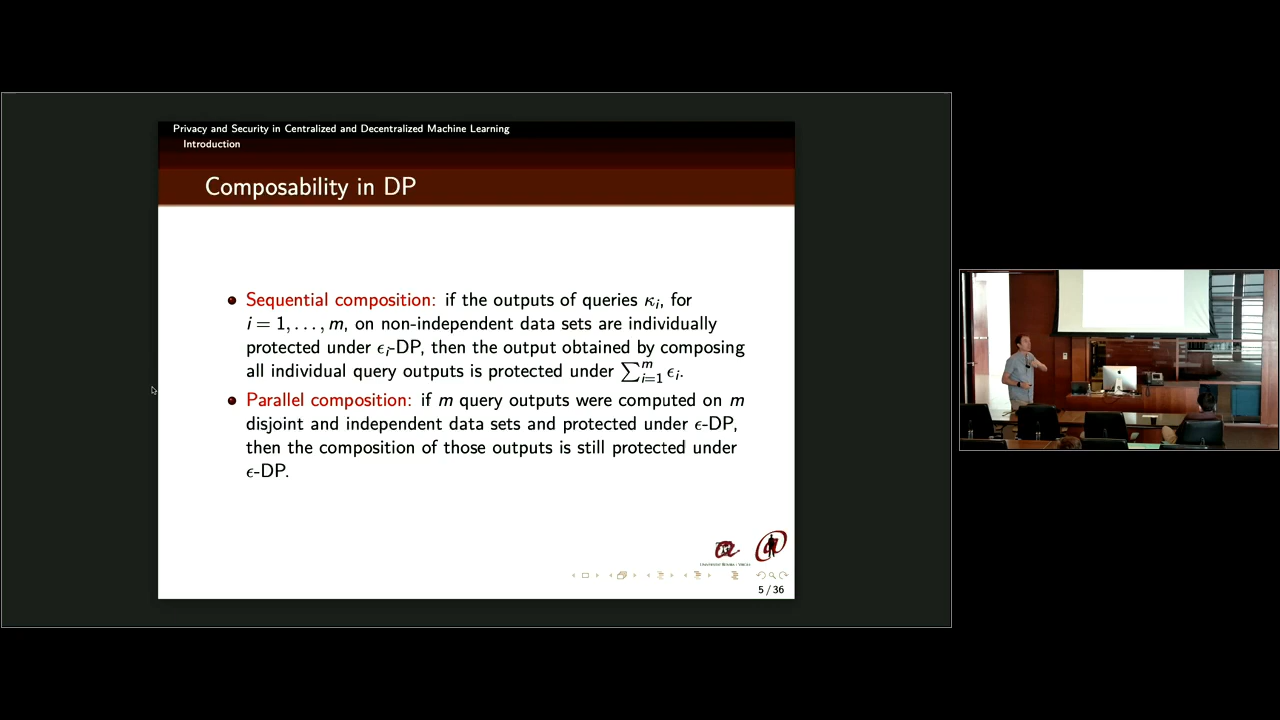 Privacy and Security in Centralized and Decentralized Machine Learning
Introduction
Composability in DP
Sequential composition: if the outputs of queries κᵢ, for
i = 1, . . . , m, on non-independent data sets are individually
protected under ϵᵢ-DP, then the output obtained by composing
all individual query outputs is protected under ∑ᵐᵢ₌₁ ϵᵢ.
Parallel composition: if m query outputs were computed on m
disjoint and independent data sets and protected under ϵ-DP,
then the composition of those outputs is still protected under
ϵ-DP.
5 / 36